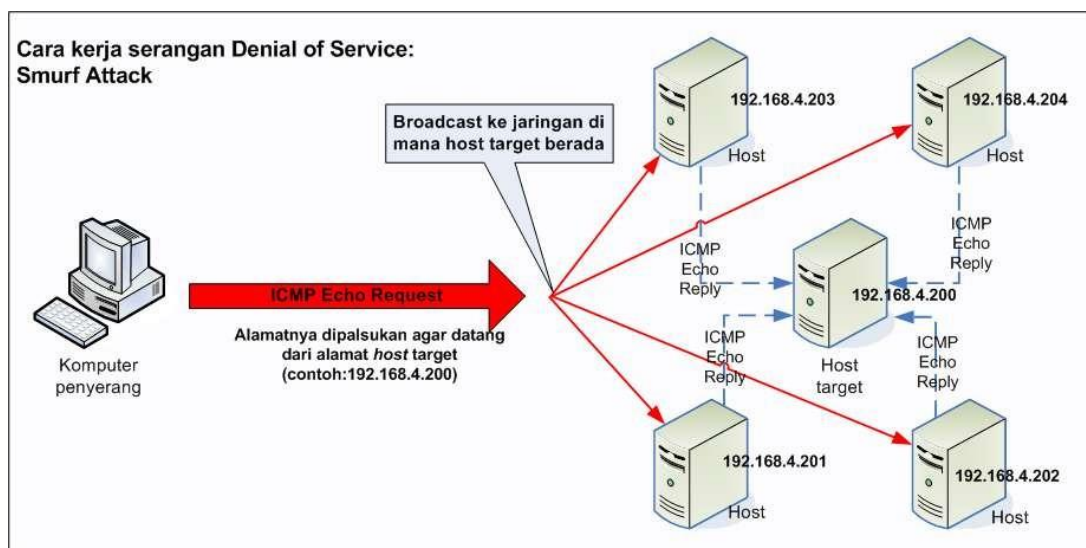 Cara kerja serangan Denial of Service:
Smurf Attack
Broadcast ke jaringan di
mana host target berada
192.168.4.203
Host
192.168.4.204
Host
ICMP
Echo
Reply
ICMP
Echo
Reply
ICMP Echo Request
192.168.4.200
Alamatnya dipalsukan agar datang
dari alamat host target
(contoh:192.168.4.200)
Komputer
penyerang
Host
target
ICMP
Echo
Reply
ICMP
Echo
Reply
192.168.4.201
Host
192.168.4.202
Host